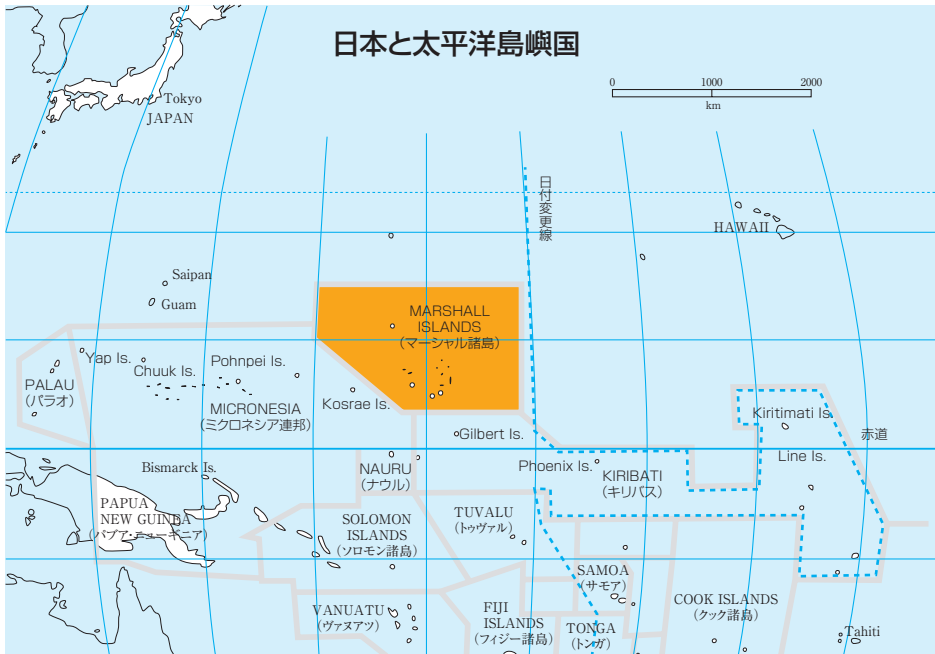 日本と太平洋島嶼国
0 1000 2000
km
Tokyo
JAPAN
日付変更線
HAWAII
Saipan
Guam
MARSHALL
ISLANDS
(マーシャル諸島)
Yap Is.
Chuuk Is.
Pohnpei Is.
PALAU
(パラオ)
Kosrae Is.
MICRONESIA
(ミクロネシア連邦)
Kiritimati Is.
赤道
Gilbert Is.
Line Is.
Bismarck Is.
NAURU
(ナウル)
Phoenix Is.
KIRIBATI
(キリバス)
PAPUA
NEW GUINEA
(パプア・ニューギニア)
SOLOMON
ISLANDS
(ソロモン諸島)
TUVALU
(トゥヴァル)
SAMOA
(サモア)
VANUATU
(ヴァヌアツ)
FIJI
ISLANDS
(フィジー諸島)
TONGA
(トンガ)
COOK ISLANDS
(クック諸島)
Tahiti